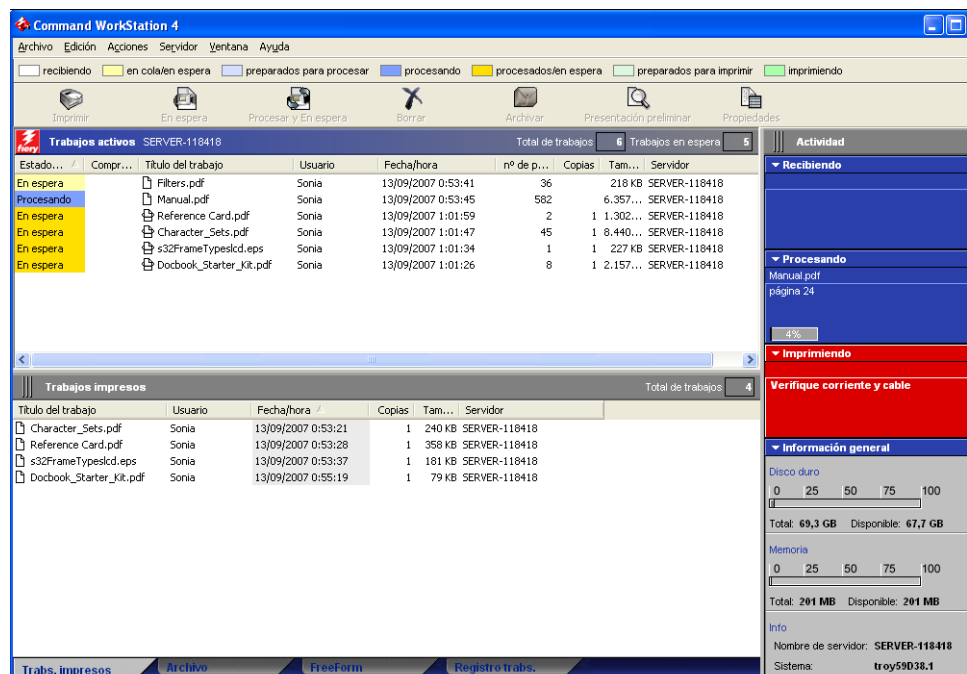 Command WorkStation 4
Archivo Edición Acciones Servidor Ventana Ayuda
recibiendo en cola/en espera preparados para procesar procesando procesados/en espera preparados para imprimir imprimiendo
Imprimir En espera Procesar y En espera Borrar Archivar Presentación preliminar Propiedades
fiery Trabajos activos SERVER-118418 Total de trabajos 6 Trabajos en espera 5
Estado... Compr... Título del trabajo Usuario Fecha/hora nº de p... Copias Tam... Servidor
En espera Filters.pdf Sonia 13/09/2007 0:53:41 36 218 KB SERVER-118418
Procesando Manual.pdf Sonia 13/09/2007 0:53:45 582 6.357... SERVER-118418
En espera Reference Card.pdf Sonia 13/09/2007 1:01:59 2 1 1.302... SERVER-118418
En espera Character_Sets.pdf Sonia 13/09/2007 1:01:47 45 1 8.440... SERVER-118418
En espera s32FrameTypeslcd.eps Sonia 13/09/2007 1:01:34 1 1 227 KB SERVER-118418
En espera Docbook_Starter_Kit.pdf Sonia 13/09/2007 1:01:26 8 1 2.157... SERVER-118418
Trabajos impresos Total de trabajos 4
Título del trabajo Usuario Fecha/hora Copias Tam... Servidor
Character_Sets.pdf Sonia 13/09/2007 0:53:21 1 240 KB SERVER-118418
Reference Card.pdf Sonia 13/09/2007 0:53:28 1 358 KB SERVER-118418
s32FrameTypeslcd.eps Sonia 13/09/2007 0:53:37 1 181 KB SERVER-118418
Docbook_Starter_Kit.pdf Sonia 13/09/2007 0:55:19 1 79 KB SERVER-118418
Trabs. impresos Archivo FreeForm Registro trabs.
Actividad
Recibiendo
Procesando
Manual.pdf
página 24
4%
Imprimiendo
Verifique corriente y cable
Información general
Disco duro
0 25 50 75 100
Total: 69,3 GB Disponible: 67,7 GB
Memoria
0 25 50 75 100
Total: 201 MB Disponible: 201 MB
Info
Nombre de servidor: SERVER-118418
Sistema: troy59D38.1